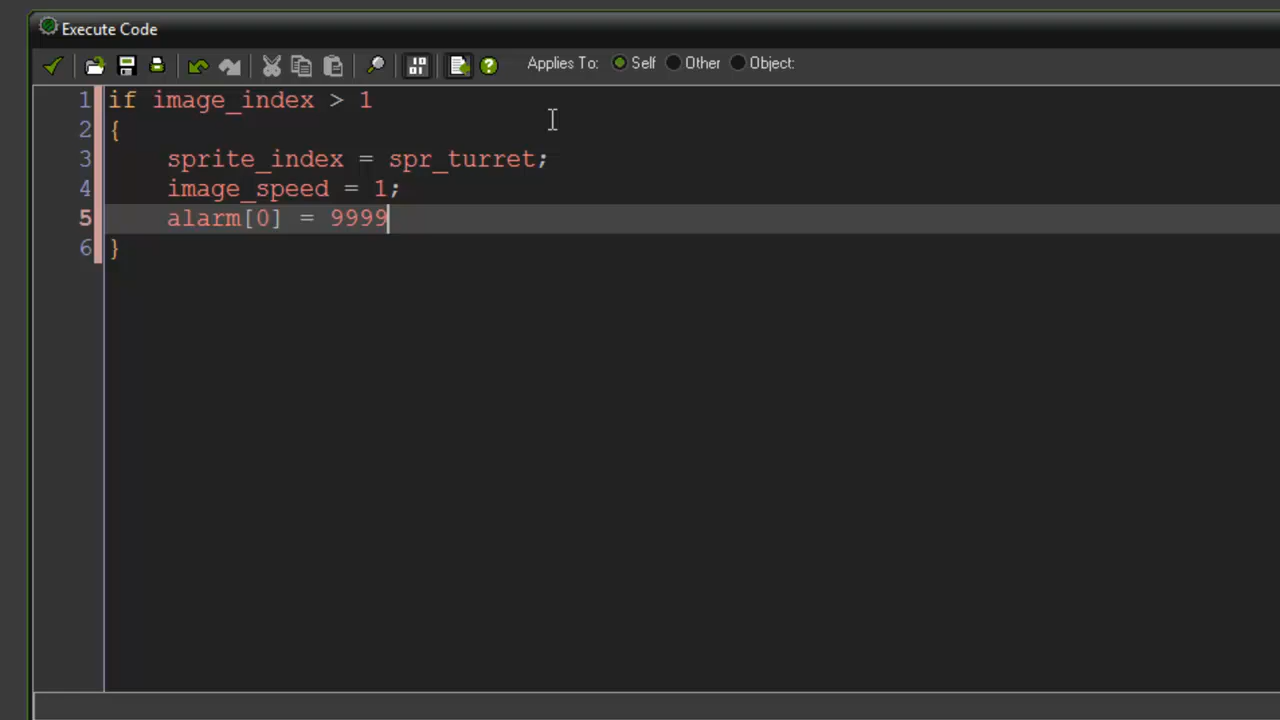 Execute Code
Applies To: Self Other Object:
1 if image_index > 1
2 {
3 sprite_index = spr_turret;
4 image_speed = 1;
5 alarm[0] = 9999
6 }